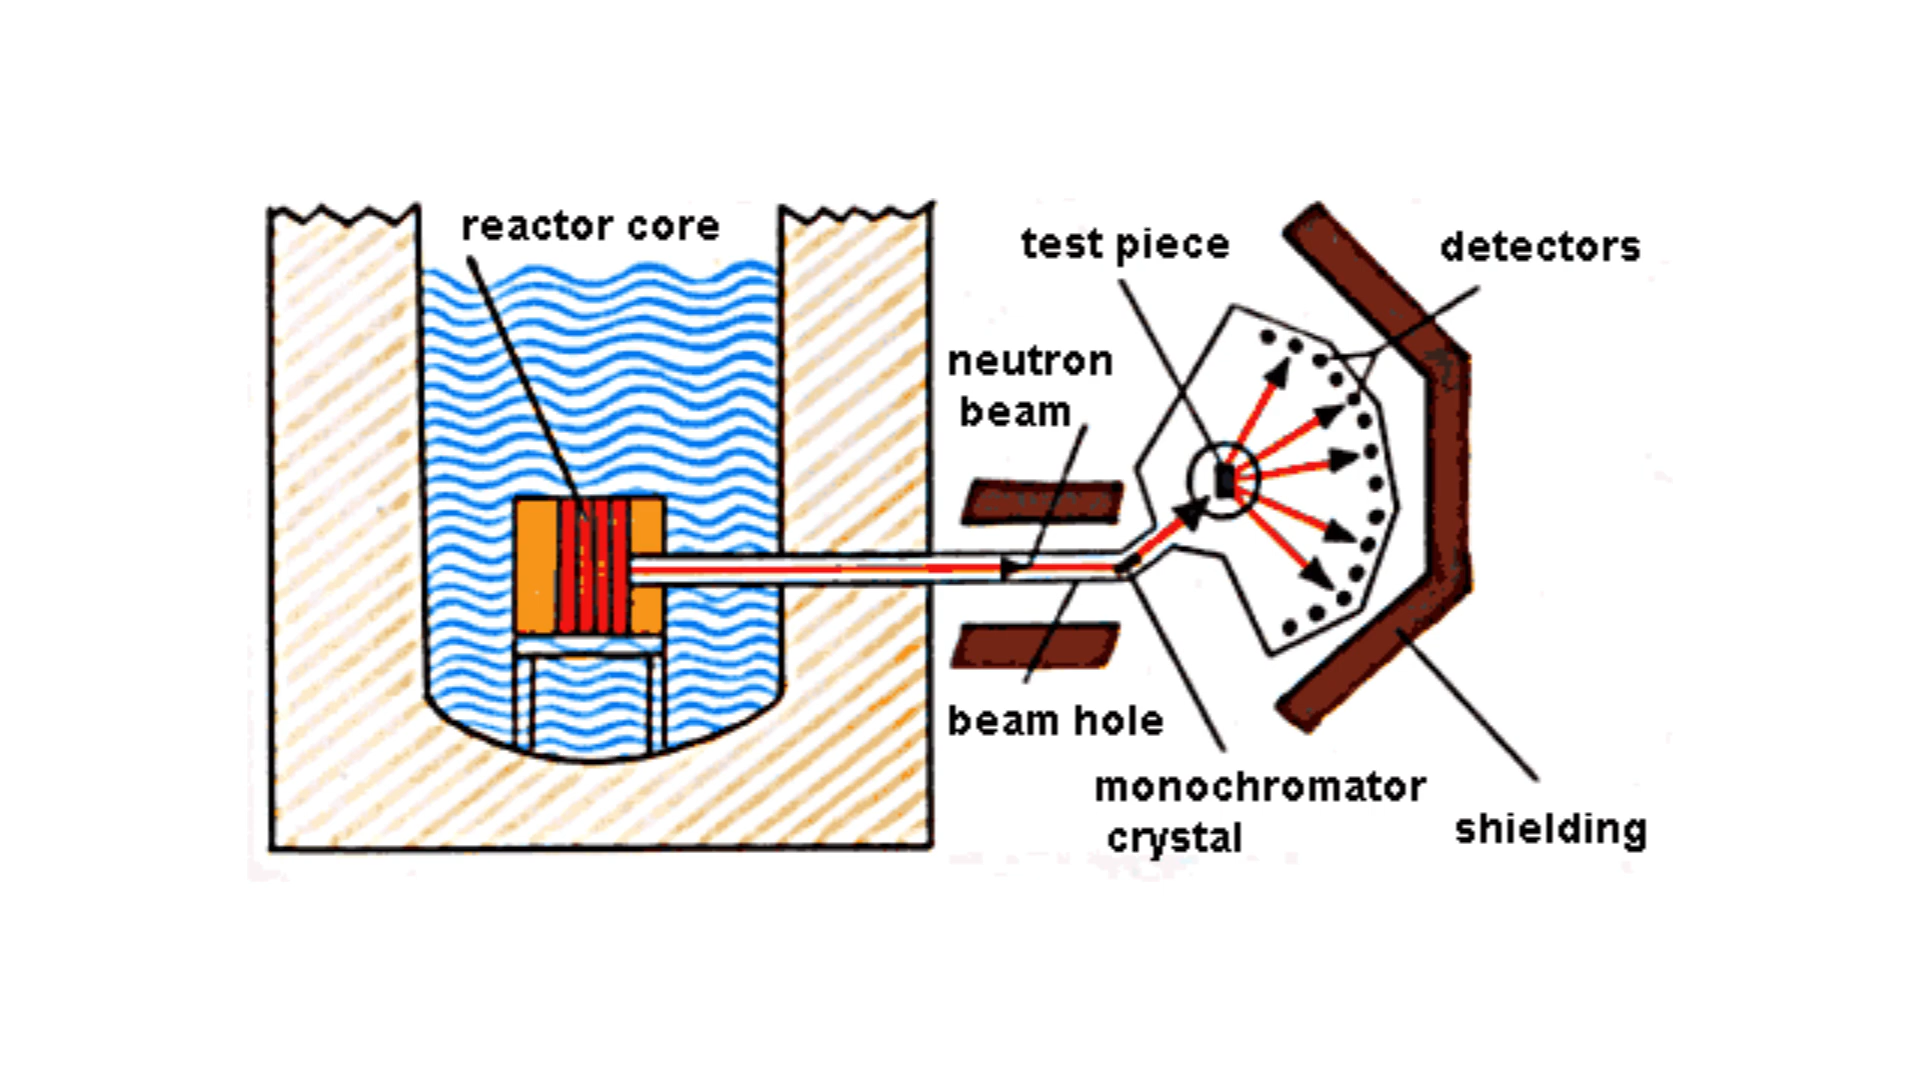 reactor core
test piece
detectors
neutron
beam
beam hole
monochromator
crystal
shielding